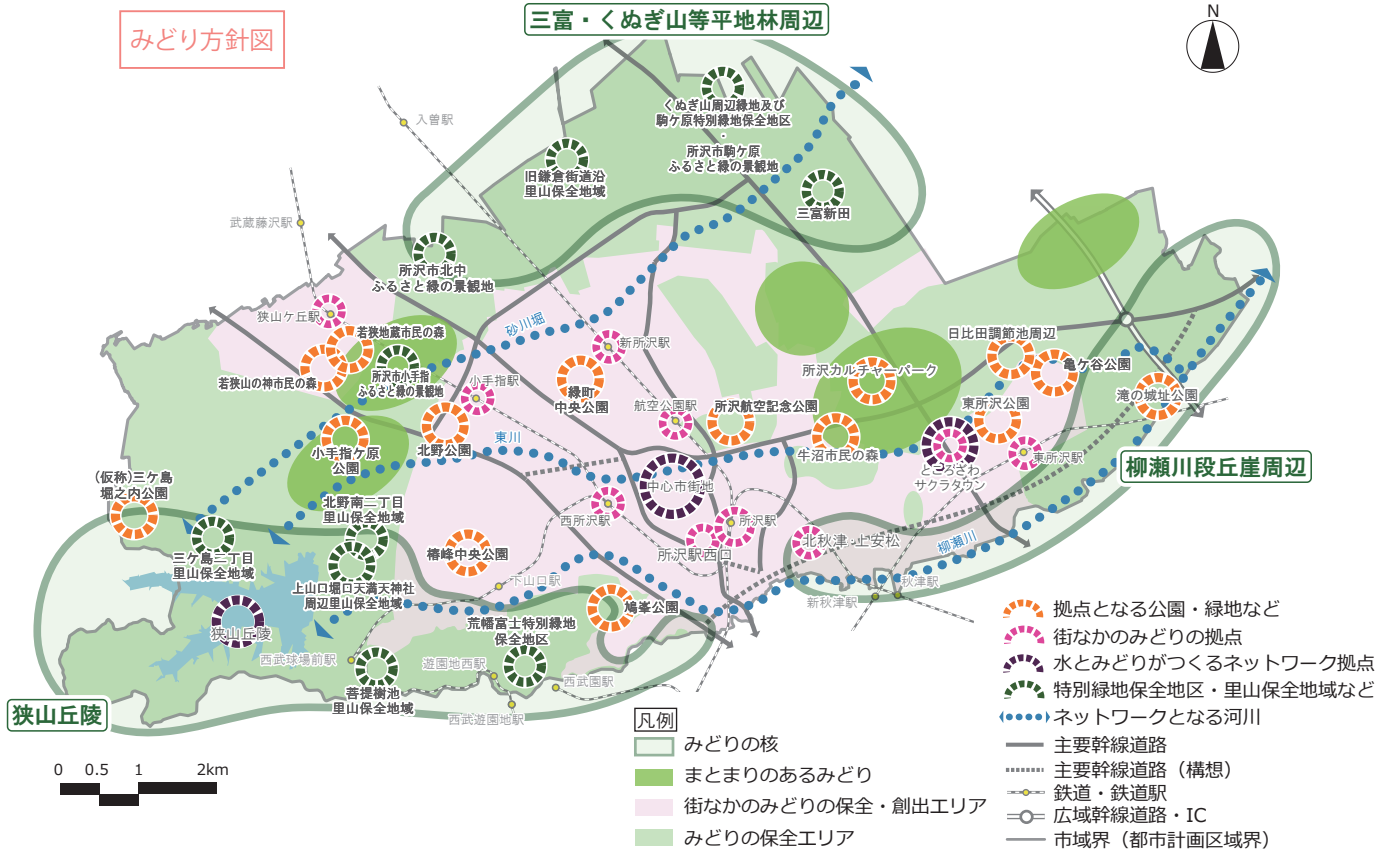 三富・くぬぎ山等平地林周辺
N
みどり方針図
くぬぎ山周辺緑地及び
駒ケ原特別緑地保全地区
・
所沢市駒ケ原
ふるさと緑の景観地
入曽駅
旧鎌倉街道沿
里山保全地域
三富新田
武蔵藤沢駅
所沢市北中
ふるさと緑の景観地
狭山ケ丘駅
若狭地蔵市民の森
砂川堀
新所沢駅
日比田調節池周辺
亀ケ谷公園
若狭山の神市民の森
所沢市小手指
ふるさと緑の景観地
小手指駅
緑町
中央公園
航空公園駅
所沢航空記念公園
所沢カルチャーパーク
東所沢公園
滝の城址公園
小手指ケ原
公園
北野公園
東川
牛沼市民の森
ところざわ
サクラタウン
東所沢駅
柳瀬川段丘崖周辺
(仮称)三ケ島
堀之内公園
北野南二丁目
里山保全地域
中心市街地
西所沢駅
所沢駅
三ケ島二丁目
里山保全地域
椿峰中央公園
所沢駅西口
北秋津・上安松
柳瀬川
上山口堀口天満天神社
周辺里山保全地域
下山口駅
秋津駅
新秋津駅
狭山丘陵
荒幡富士特別緑地
保全地区
鳩峯公園
西武球場前駅
遊園地西駅
西武園駅
菩提樹池
里山保全地域
西武遊園地駅
狭山丘陵
0 0.5 1 2km
凡例
みどりの核
まとまりのあるみどり
街なかのみどりの保全・創出エリア
みどりの保全エリア
拠点となる公園・緑地など
街なかのみどりの拠点
水とみどりがつくるネットワーク拠点
特別緑地保全地区・里山保全地域など
ネットワークとなる河川
主要幹線道路
主要幹線道路（構想）
鉄道・鉄道駅
広域幹線道路・IC
市域界（都市計画区域界）